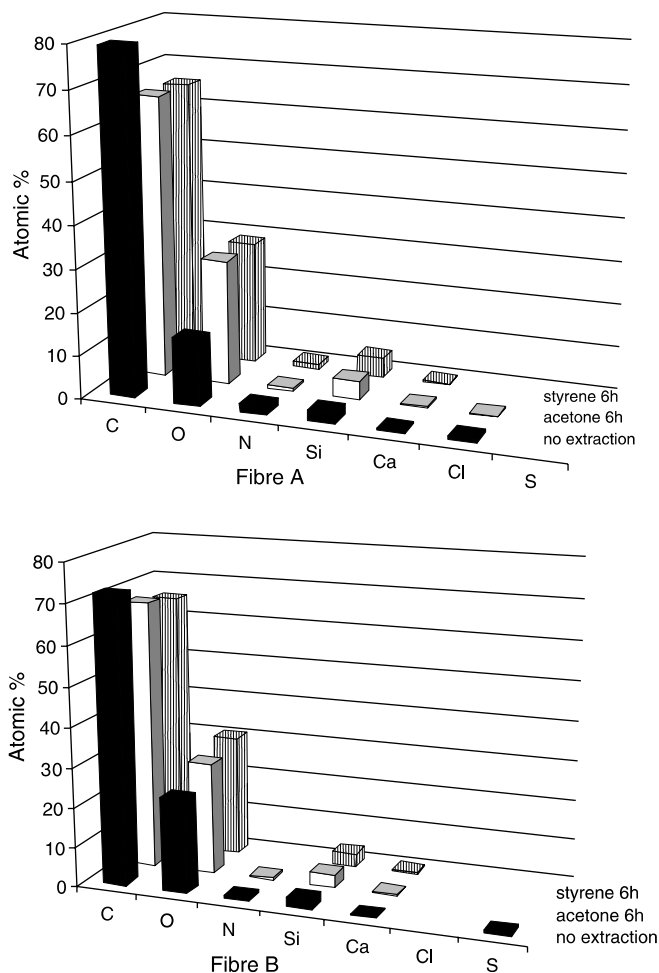 80
70
60
50
40
30
20
10
0
Atomic %
C O N Si Ca Cl S
styrene 6h
acetone 6h
no extraction
Fibre A
80
70
60
50
40
30
20
10
0
Atomic %
C O N Si Ca Cl S
styrene 6h
acetone 6h
no extraction
Fibre B